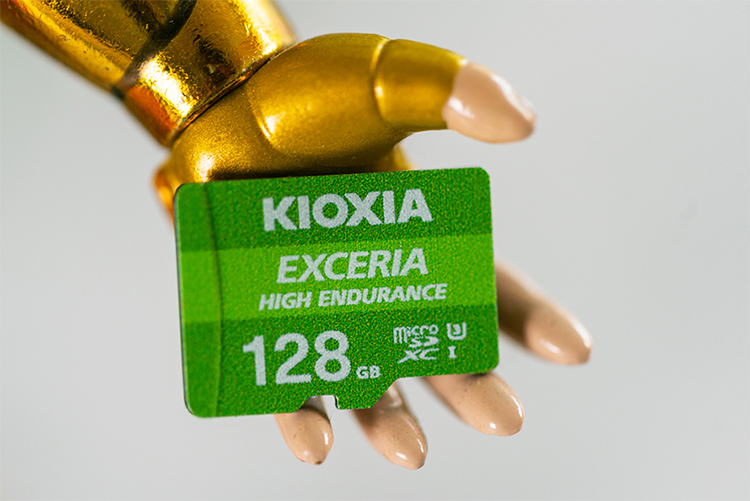 KIOXIA
EXCERIA
HIGH ENDURANCE
128 GB
micro SD XC U3 I